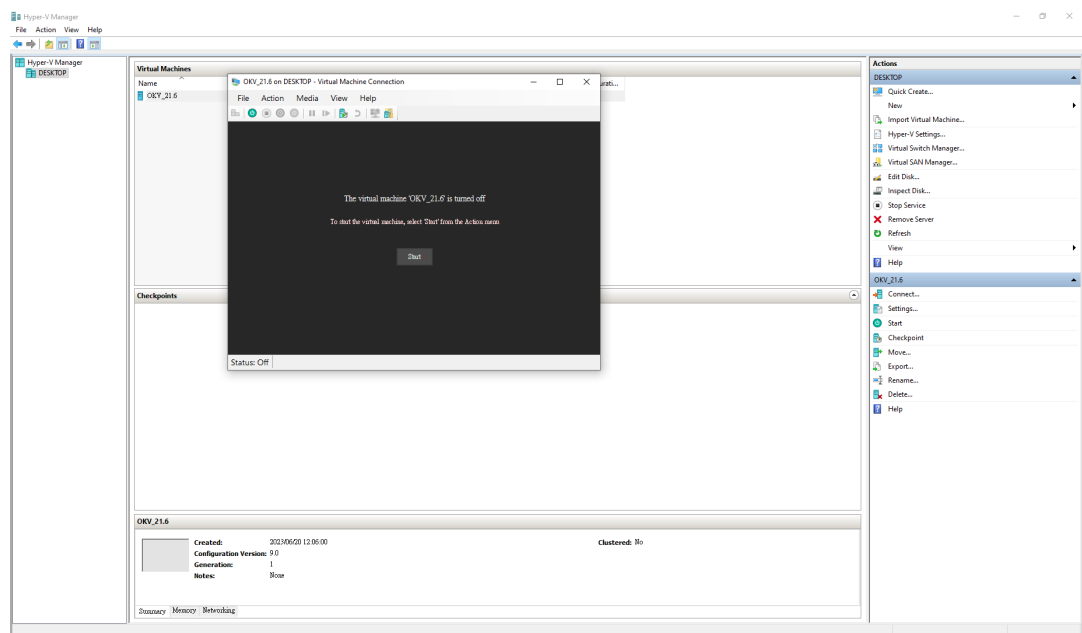 Hyper-V Manager
File Action View Help
Hyper-V Manager
DESKTOP
Virtual Machines
Name
OKV_21.6
OKV_21.6 on DESKTOP - Virtual Machine Connection
File Action Media View Help
The virtual machine 'OKV_21.6' is turned off
To start the virtual machine, select 'Start' from the Action menu
Start
Status: Off
Checkpoints
OKV_21.6
Created: 2023/06/20 12:06:00
Clustered: No
Configuration Version: 9.0
Generation: 1
Notes: None
Summary Memory Networking
Actions
DESKTOP
Quick Create...
New
Import Virtual Machine...
Hyper-V Settings...
Virtual Switch Manager...
Virtual SAN Manager...
Edit Disk...
Inspect Disk...
Stop Service
Remove Server
Refresh
View
Help
OKV_21.6
Connect...
Settings...
Start
Checkpoint
Move...
Export...
Rename...
Delete...
Help